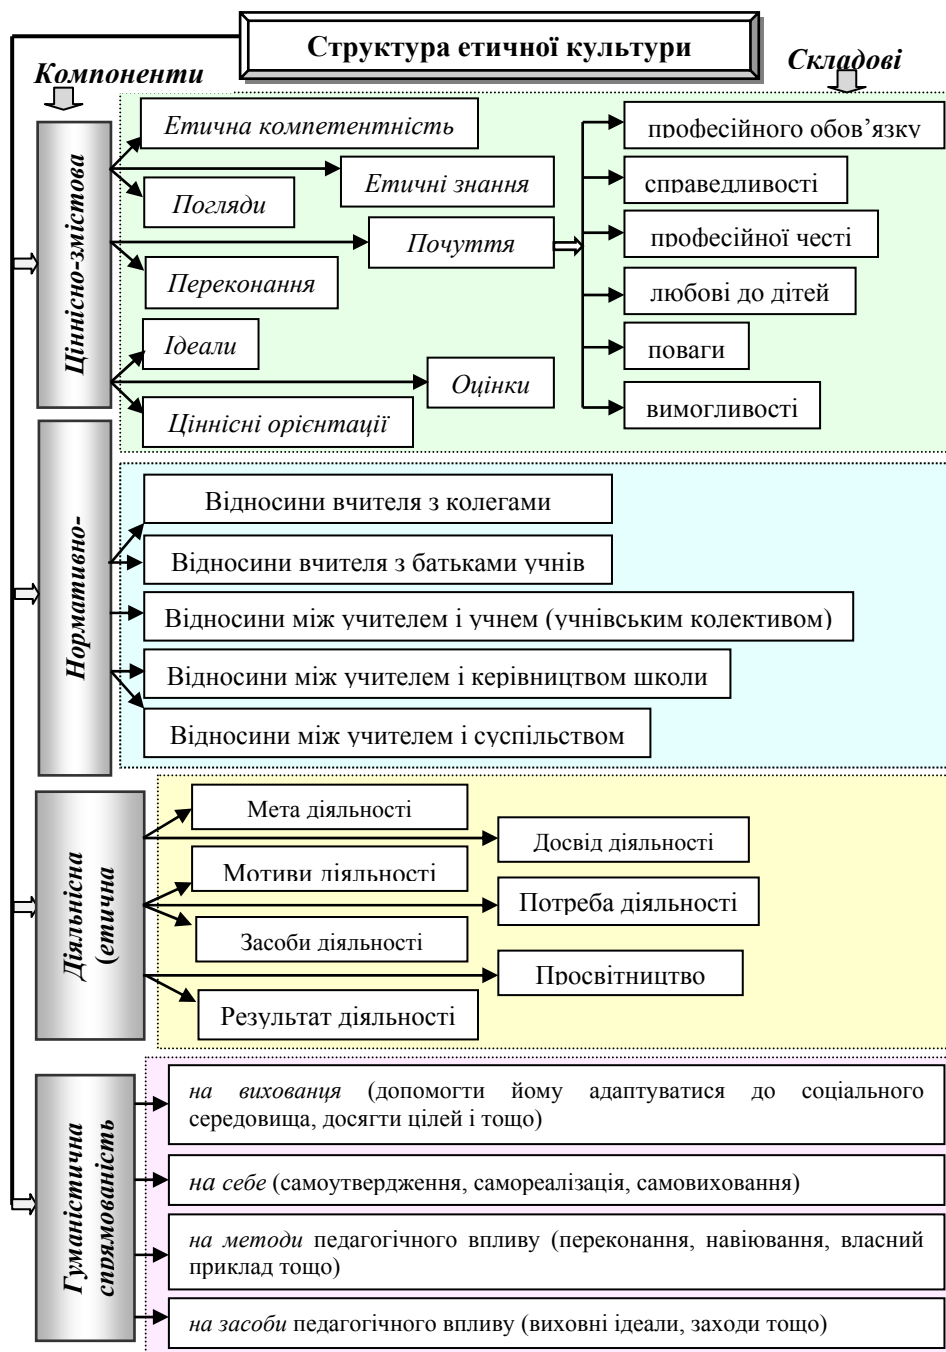 Структура етичної культури
Компоненти
Складові
Ціннісно-змістова
Етична компетентність
Етичні знання
Погляди
Почуття
Переконання
Ідеали
Оцінки
Ціннісні орієнтації
професійного обов’язку
справедливості
професійної честі
любові до дітей
поваги
вимогливості
Нормативно-
Відносини вчителя з колегами
Відносини вчителя з батьками учнів
Відносини між учителем і учнем (учнівським колективом)
Відносини між учителем і керівництвом школи
Відносини між учителем і суспільством
Діяльнісна
(етична
Мета діяльності
Досвід діяльності
Мотиви діяльності
Потреба діяльності
Засоби діяльності
Просвітництво
Результат діяльності
Гуманістична
спрямованість
на вихованця (допомогти йому адаптуватися до соціального
середовища, досягти цілей і тощо)
на себе (самоутвердження, самореалізація, самовиховання)
на методи педагогічного впливу (переконання, навіювання, власний
приклад тощо)
на засоби педагогічного впливу (виховні ідеали, заходи тощо)